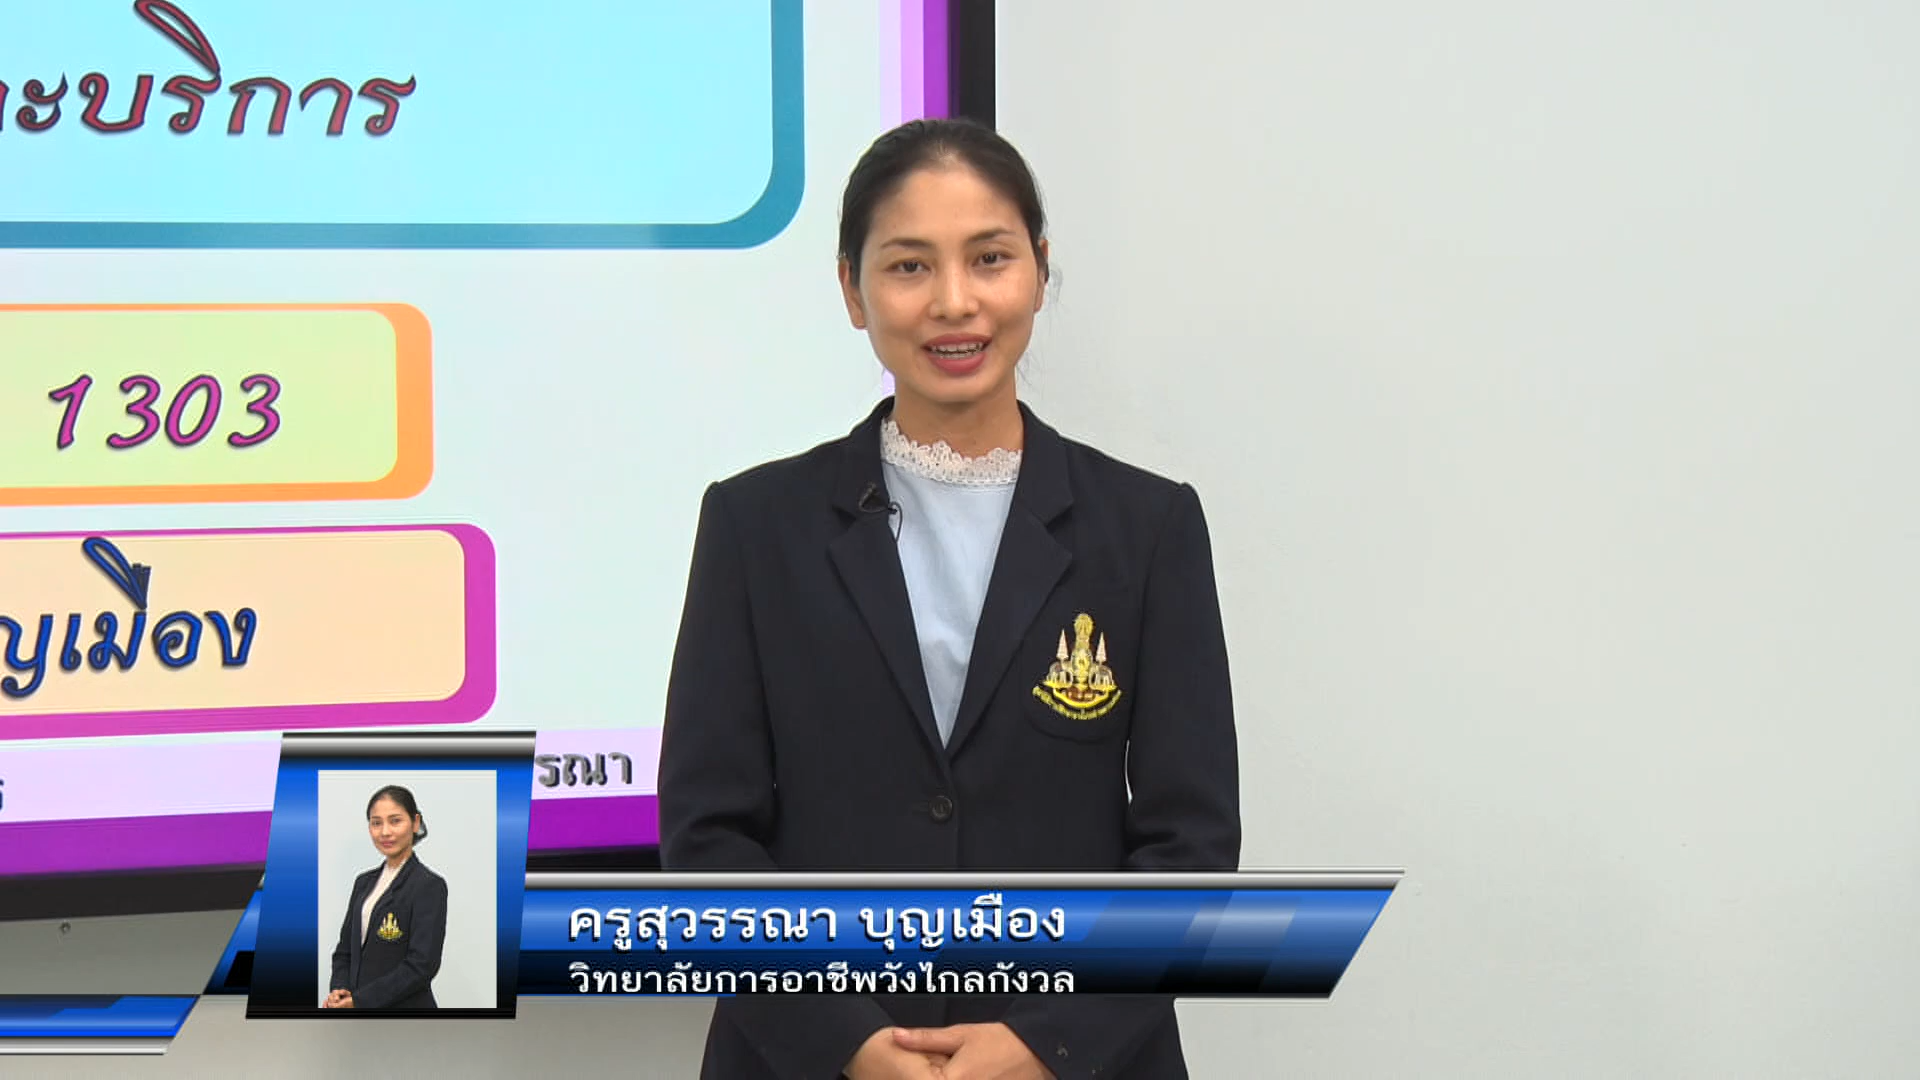 ละบริการ
1303
ญเมือง
รรณา
ครูสุวรรณา บุญเมือง
วิทยาลัยการอาชีพวังไกลกังวล